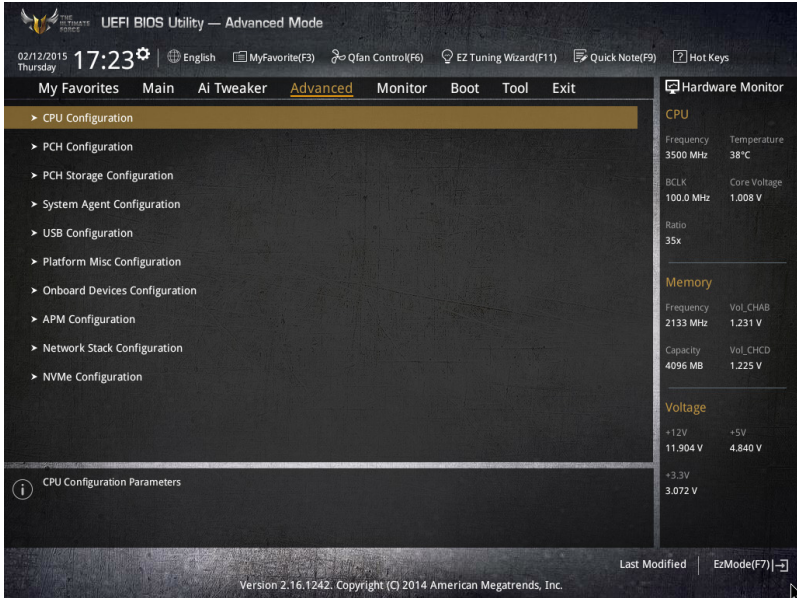 THE ULTIMATE FORCE
UEFI BIOS Utility — Advanced Mode
02/12/2015
Thursday
17:23
English
MyFavorite(F3)
Qfan Control(F6)
EZ Tuning Wizard(F11)
Quick Note(F9)
? Hot Keys
My Favorites
Main
Ai Tweaker
Advanced
Monitor
Boot
Tool
Exit
Hardware Monitor
> CPU Configuration
> PCH Configuration
> PCH Storage Configuration
> System Agent Configuration
> USB Configuration
> Platform Misc Configuration
> Onboard Devices Configuration
> APM Configuration
> Network Stack Configuration
> NVMe Configuration
i CPU Configuration Parameters
CPU
Frequency Temperature
3500 MHz 38°C
BCLK Core Voltage
100.0 MHz 1.008 V
Ratio
35x
Memory
Frequency Vol_CHAB
2133 MHz 1.231 V
Capacity Vol_CHCD
4096 MB 1.225 V
Voltage
+12V +5V
11.904 V 4.840 V
+3.3V
3.072 V
Last Modified
EzMode(F7)
Version 2.16.1242. Copyright (C) 2014 American Megatrends, Inc.